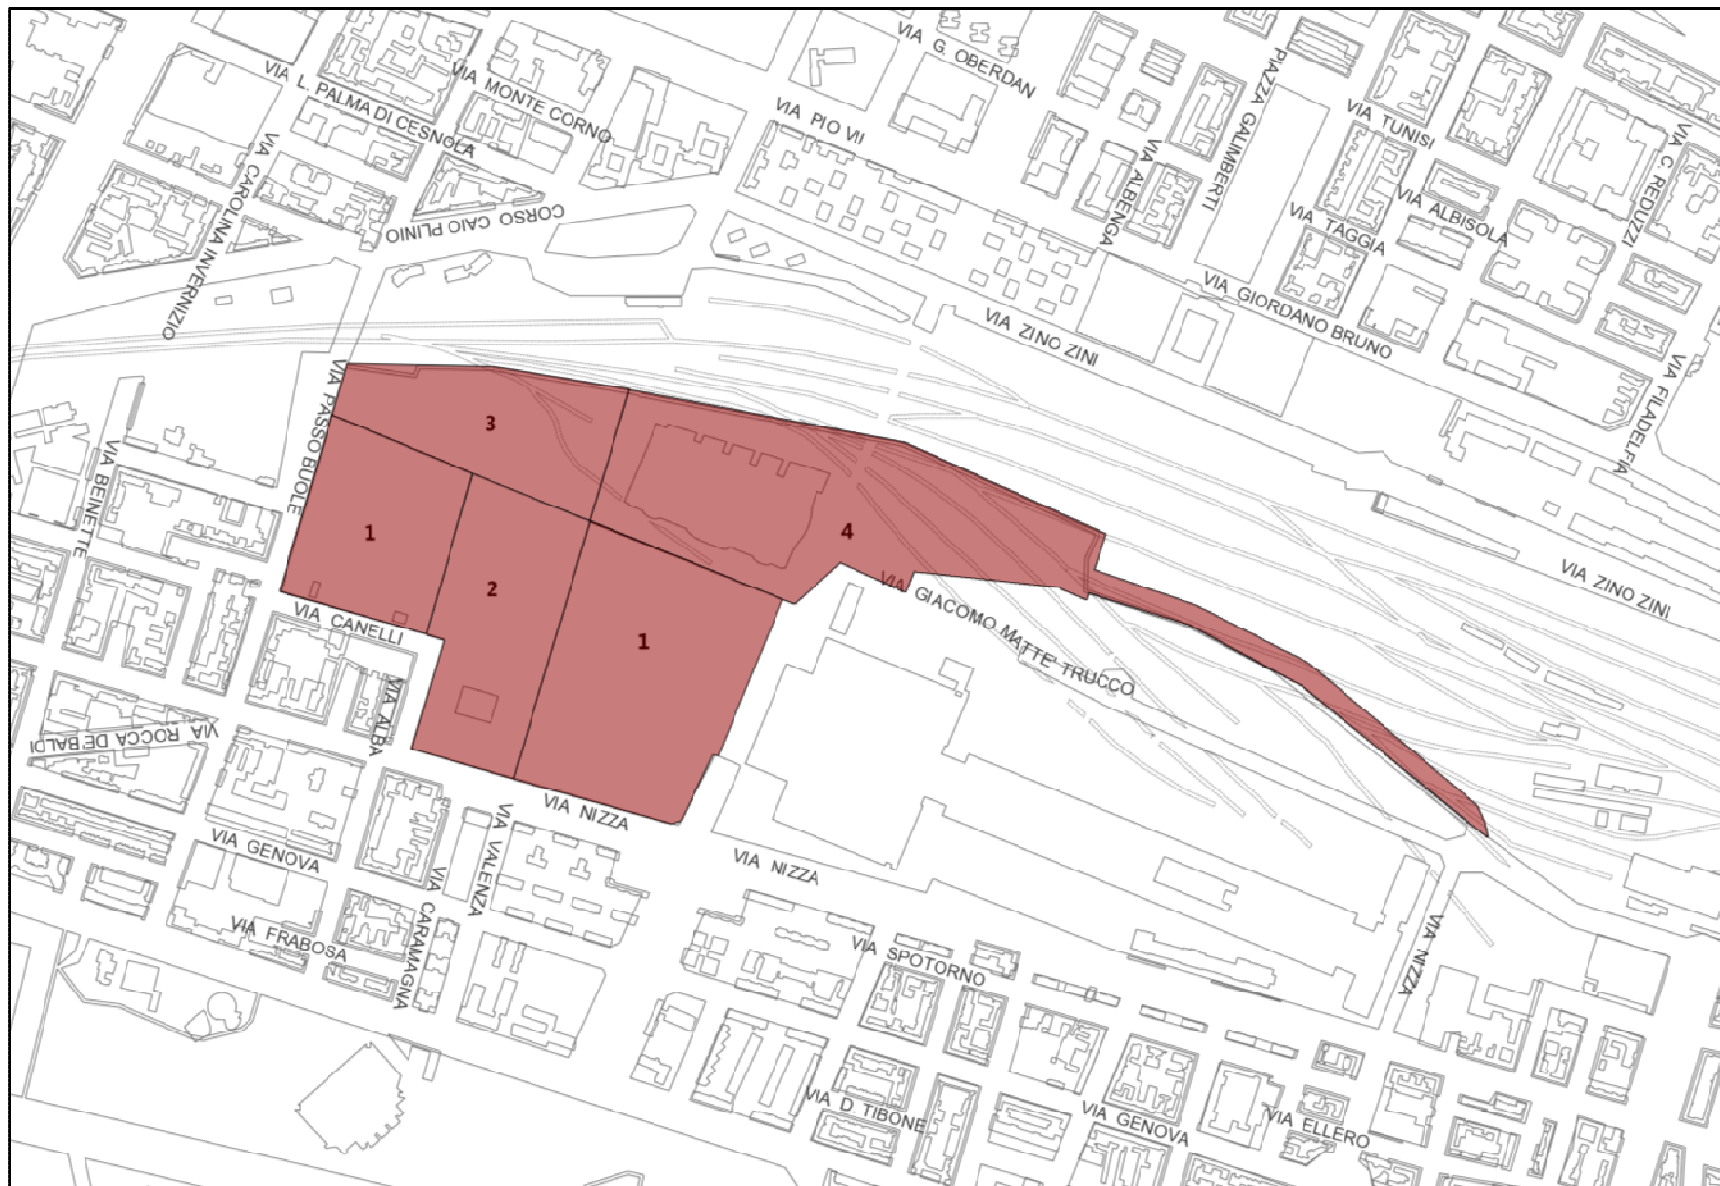 VIA G. OBERDAN
VIA L. PALMA DI CESNOLA
VIA MONTE CORNO
PIAZZA GALIMBERTI
VIA PIO VII
VIA TUNISI
VIA C REDUZZI
VIA CAROLINA INVERNIZIO
VIA ALBENGA
CORSO CAIO PLINIO
VIA ALBISOLA
VIA TAGGIA
VIA GIORDANO BRUNO
VIA ZINO ZINI
VIA FILADELFIA
VIA PASSO BUOLE
3
VIA BEINETTE
1
4
2
VIA ZINO ZINI
VIA GIACOMO MATTE' TRUCCO
VIA CANELLI
1
VIA ALBA
VIA ROCCA DE BALDI
VIA NIZZA
VIA VALENZA
VIA GENOVA
VIA NIZZA
VIA CARAMAGNA
VIA FRABOSA
VIA SPOTORNO
VIA NIZZA
VIA D. TIBONE
VIA GENOVA
VIA ELLERO